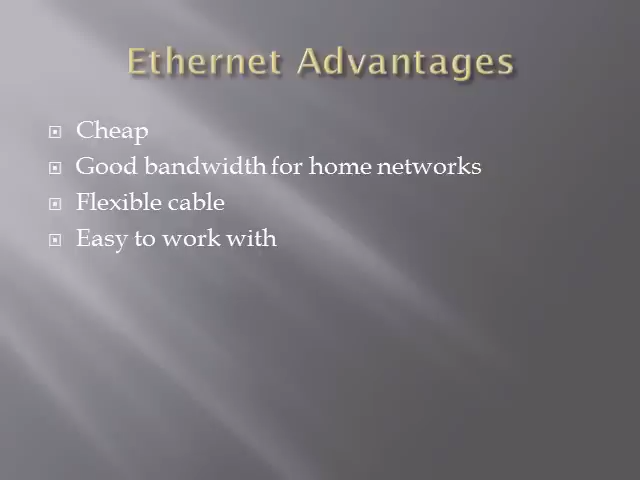 Ethernet Advantages
Cheap
Good bandwidth for home networks
Flexible cable
Easy to work with